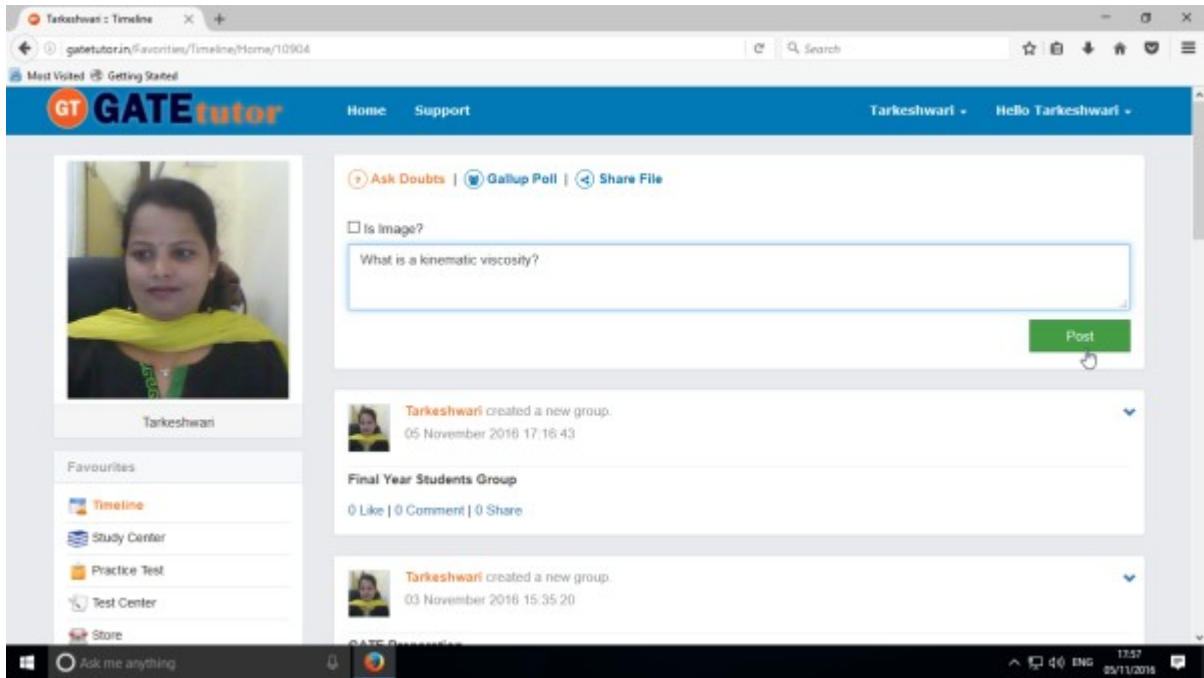 Tarkeshwari :: Timeline
gatetutor.in/Favorities/Timeline/Home/10904
Search
Most Visited Getting Started
GT GATEtutor Home Support Tarkeshwari Hello Tarkeshwari
Ask Doubts | Gallup Poll | Share File
Is Image?
What is a kinematic viscosity?
Post
Tarkeshwari
Favourites
Timeline
Study Center
Practice Test
Test Center
Store
Tarkeshwari created a new group.
05 November 2016 17:16:43
Final Year Students Group
0 Like | 0 Comment | 0 Share
Tarkeshwari created a new group.
03 November 2016 15:35:20
GATE Preparation
Ask me anything
ENG
17:57
05/11/2016